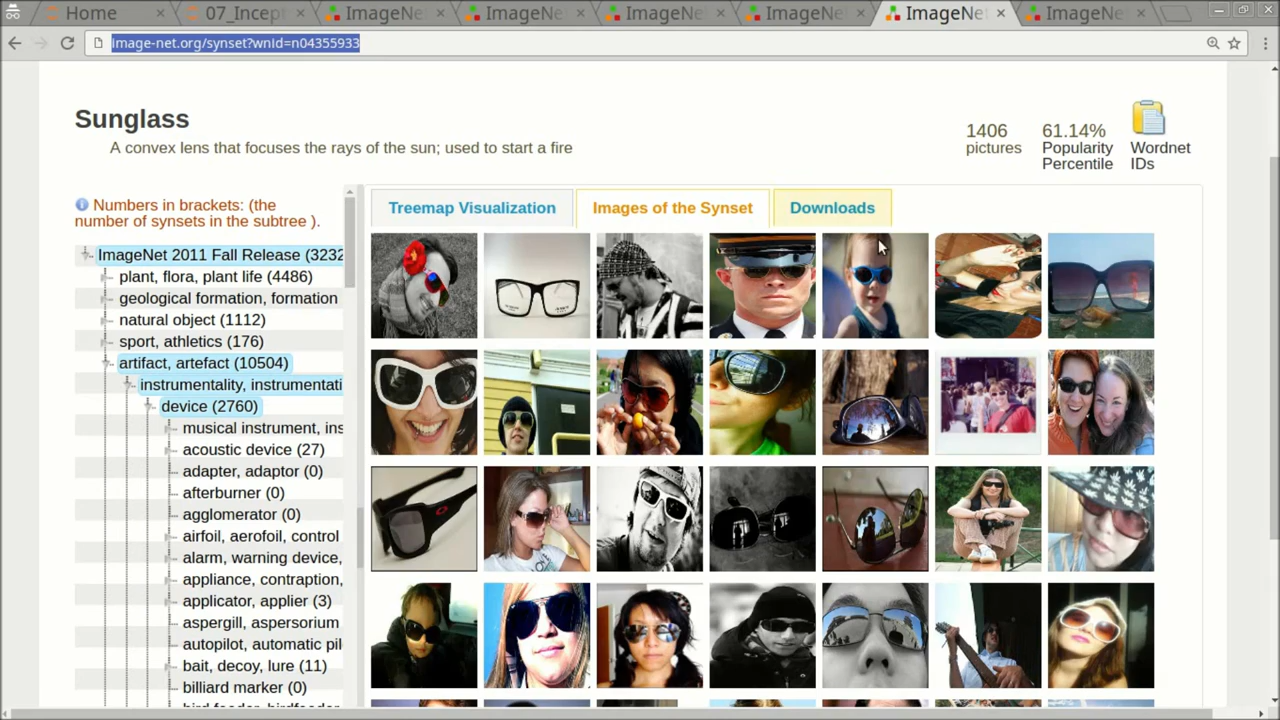 Home
07_Incept
ImageNe
ImageNe
ImageNe
ImageNe
ImageNet
ImageNe
image-net.org/synset?wnId=n04355933
Sunglass
A convex lens that focuses the rays of the sun; used to start a fire
1406
pictures
61.14%
Popularity
Percentile
Wordnet
IDs
Numbers in brackets: (the
number of synsets in the subtree ).
ImageNet 2011 Fall Release (3232
plant, flora, plant life (4486)
geological formation, formation
natural object (1112)
sport, athletics (176)
artifact, artefact (10504)
instrumentality, instrumentati
device (2760)
musical instrument, ins
acoustic device (27)
adapter, adaptor (0)
afterburner (0)
agglomerator (0)
airfoil, aerofoil, control
alarm, warning device,
appliance, contraption,
applicator, applier (3)
aspergill, aspersorium
autopilot, automatic pil
bait, decoy, lure (11)
billiard marker (0)
bird feeder, birdfeeder
Treemap Visualization
Images of the Synset
Downloads